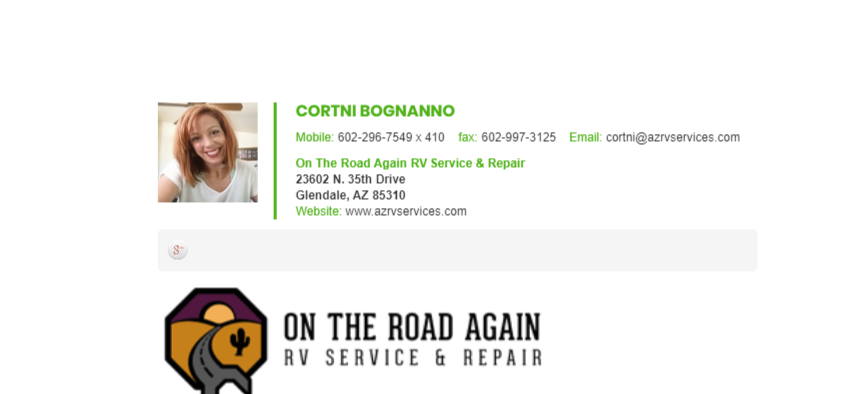 CORTNI BOGNANNO
Mobile: 602-296-7549 x 410 fax: 602-997-3125 Email: cortni@azrvservices.com
On The Road Again RV Service & Repair
23602 N. 35th Drive
Glendale, AZ 85310
Website: www.azrvservices.com
g+
ON THE ROAD AGAIN
RV SERVICE & REPAIR